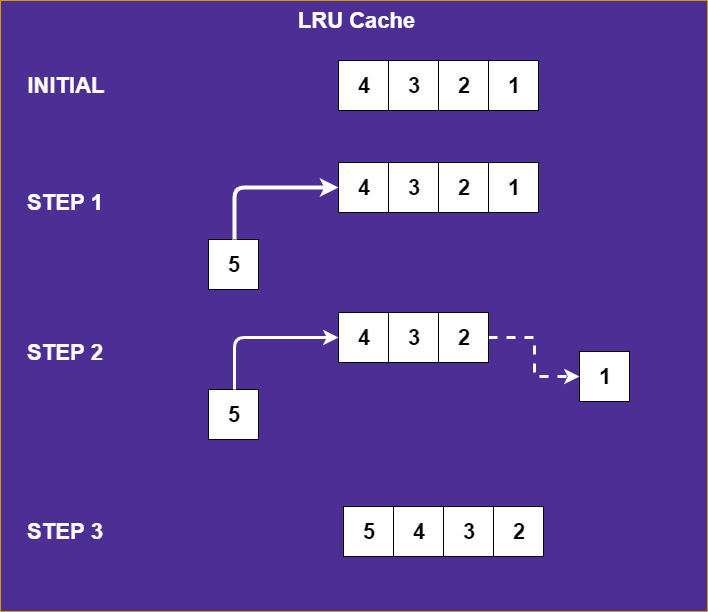 LRU Cache
INITIAL 4 3 2 1
STEP 1 4 3 2 1
5
STEP 2 4 3 2
1
5
STEP 3 5 4 3 2